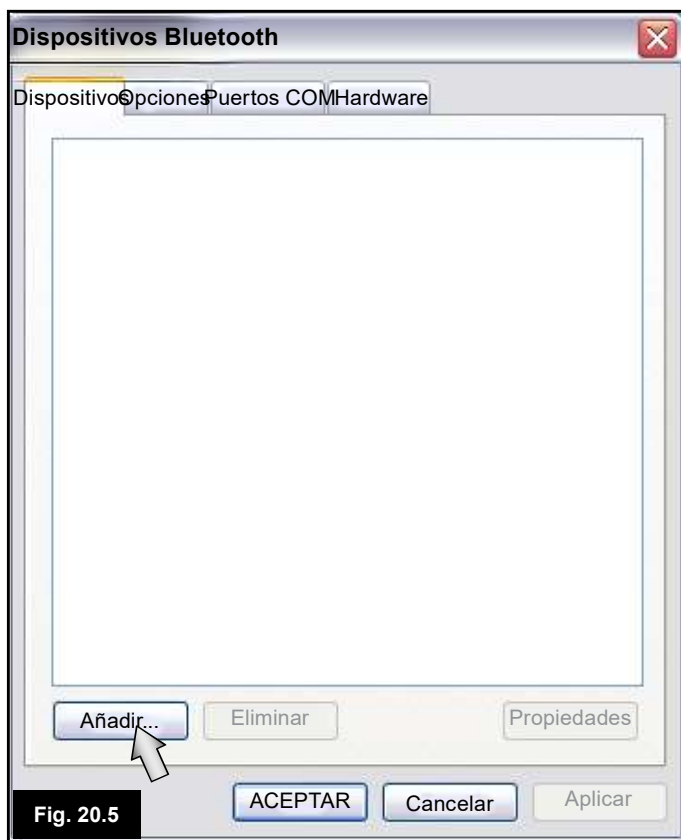 Dispositivos Bluetooth
Dispositivos Opciones Puertos COM Hardware
Añadir... Eliminar Propiedades
ACEPTAR Cancelar Aplicar
Fig. 20.5